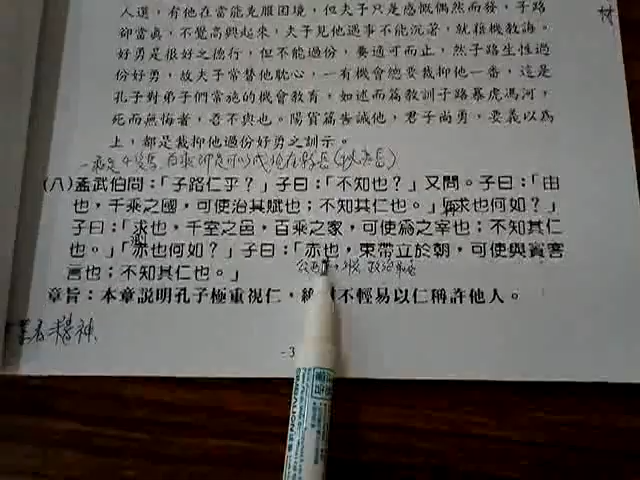 人選，有他在當能克服困境，但夫子只是感慨偶然而發，子路
卻當真，不覺高興起來，夫子見他遇事不能沉著，就藉機教誨。
好勇是很好之德行，但不能過份，要適可而止，然子路生性過
份好勇，故夫子常替他耽心，一有機會總要裁抑他一番，這是
孔子對弟子們常施的機會教育，如述而篇教訓子路暴虎馮河，
死而無悔者，吾不與也。陽貨篇告誡他，君子尚勇，要義以為
上，都是裁抑他過份好勇之訓示。
(八)孟武伯問：「子路仁乎？」子曰：「不知也？」又問。子曰：「由
也，千乘之國，可使治其賦也；不知其仁也。」「求也何如？」
子曰：「求也，千室之邑，百乘之家，可使為之宰也；不知其仁
也。」「赤也何如？」子曰：「赤也，束帶立於朝，可使與賓客
言也；不知其仁也。」
章旨：本章說明孔子極重視仁，不輕易以仁稱許他人。
精神
-3